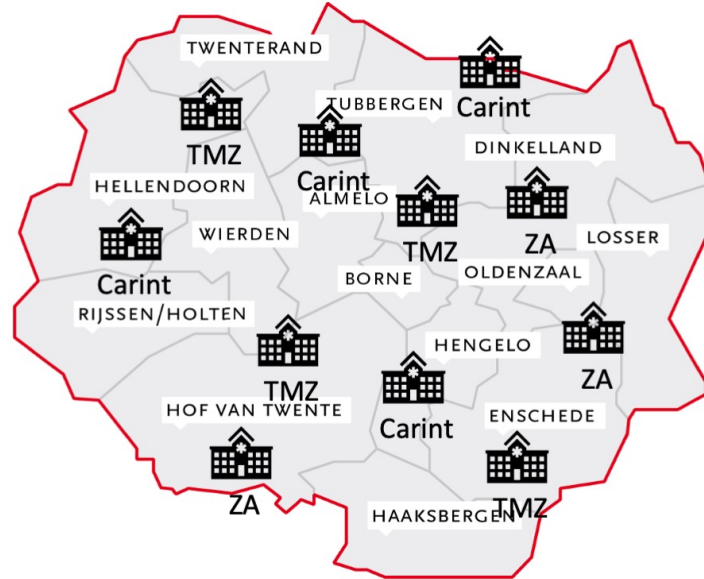 TWENTERAND
Carint
TUBBERGEN
TMZ
DINKELLAND
Carint
HELLENDOORN
ALMELO
WIERDEN
TMZ
ZA
LOSSER
Carint
BORNE
OLDENZAAL
RIJSSEN/HOLTEN
HENGELO
ZA
TMZ
HOF VAN TWENTE
Carint
ENSCHEDE
ZA
TMZ
HAAKSBERGEN